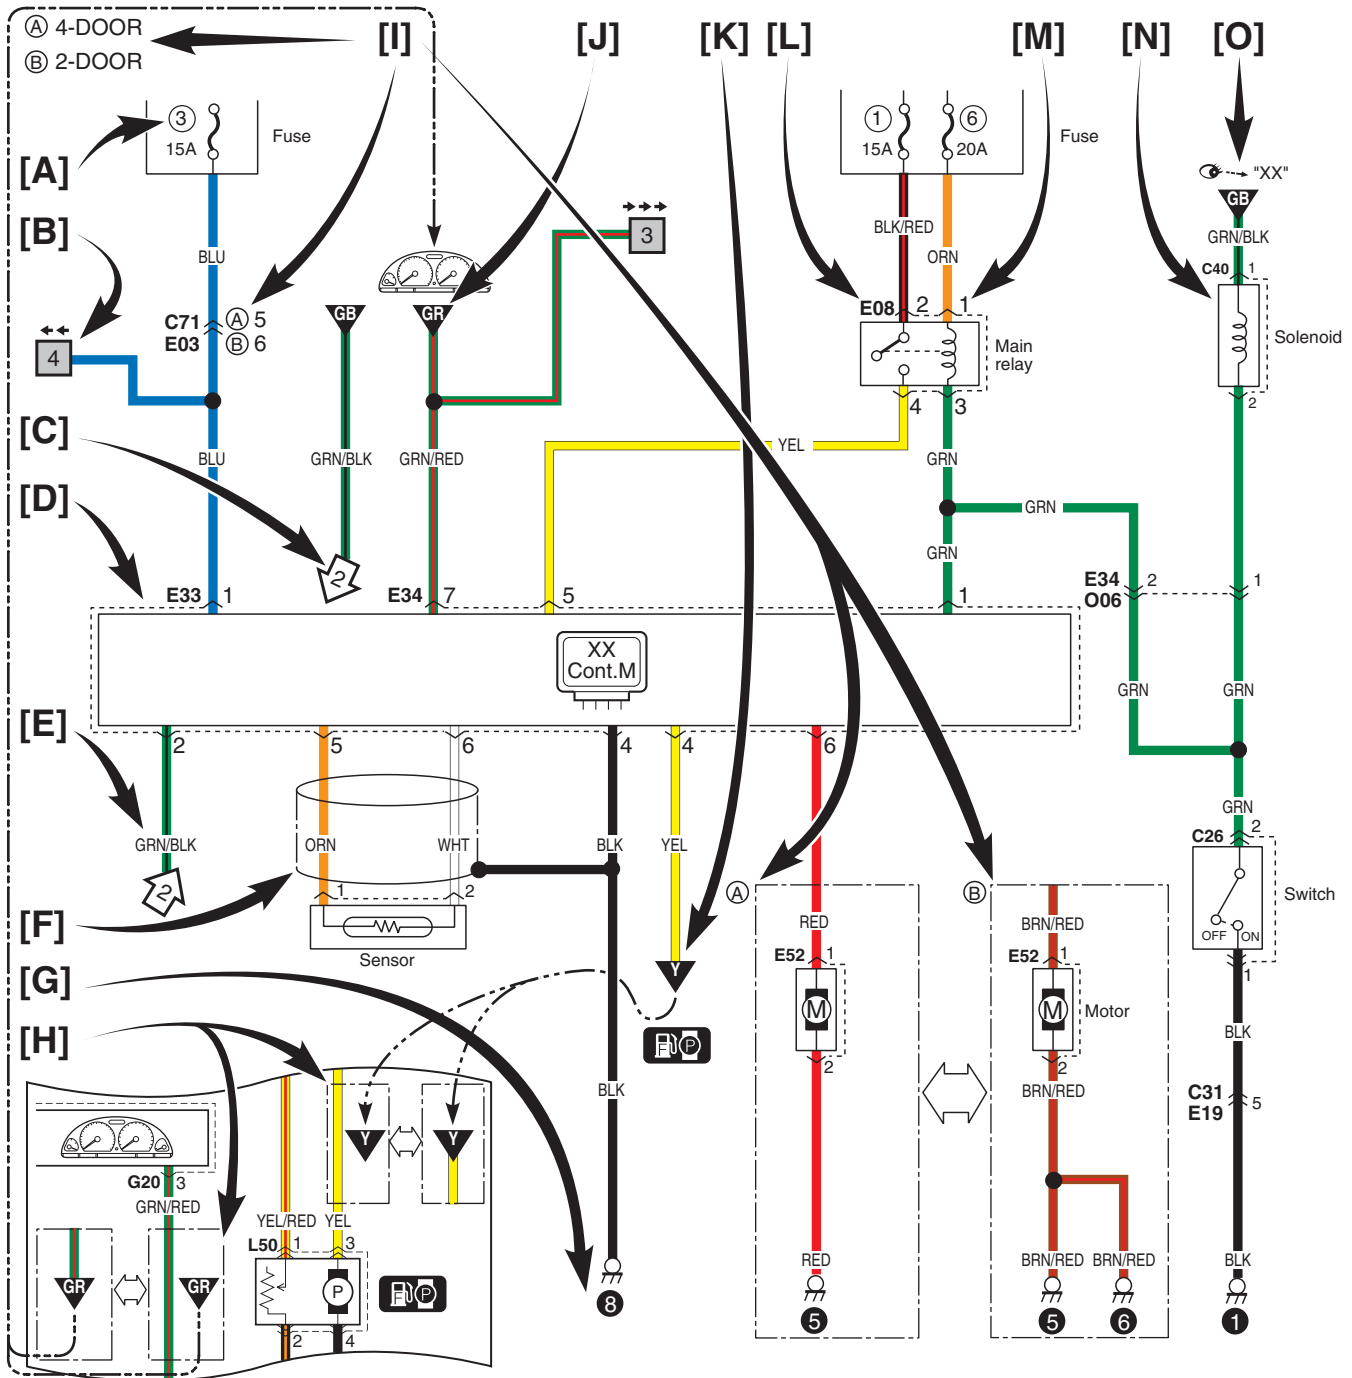 Ⓐ 4-DOOR
Ⓑ 2-DOOR
[I]
[J]
[K]
[L]
[M]
[N]
[O]
[A]
③
15A
Fuse
①
15A
⑥
20A
Fuse
"XX"
GB
GRN/BLK
C40 1
[B]
BLU
3
BLK/RED
ORN
C71 Ⓐ 5
E03 Ⓑ 6
GB
GR
E08 2 1
Main
relay
Solenoid
4
4 3
2
[C]
BLU
GRN/BLK
GRN/RED
YEL
GRN
[D]
GRN
GRN
2
E33 1
E34 7
5
1
E34 2
O06
1
XX
Cont.M
GRN
GRN
[E]
2
5
6
4
4
6
GRN/BLK
ORN
WHT
BLK
YEL
GRN
C26 2
2
1
2
Sensor
[F]
Ⓐ
RED
E52 1
M
2
Ⓑ
BRN/RED
E52 1
M
Motor
2
BRN/RED
Switch
OFF
ON
1
[G]
Y
F P
[H]
BLK
BLK
C31
E19 5
Y
Y
G20 3
GRN/RED
YEL/RED
YEL
L50 1
3
GR
GR
P
F P
2
4
8
RED
5
BRN/RED
BRN/RED
5
6
BLK
1